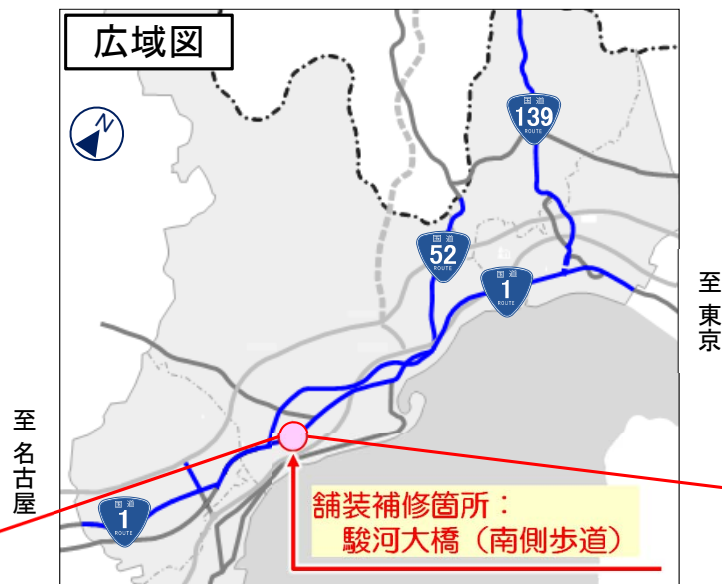 広域図
N
国道
139
ROUTE
国道
52
ROUTE
国道
1
ROUTE
至 東京
至 名古屋
国道
1
ROUTE
舗装補修箇所：
駿河大橋（南側歩道）